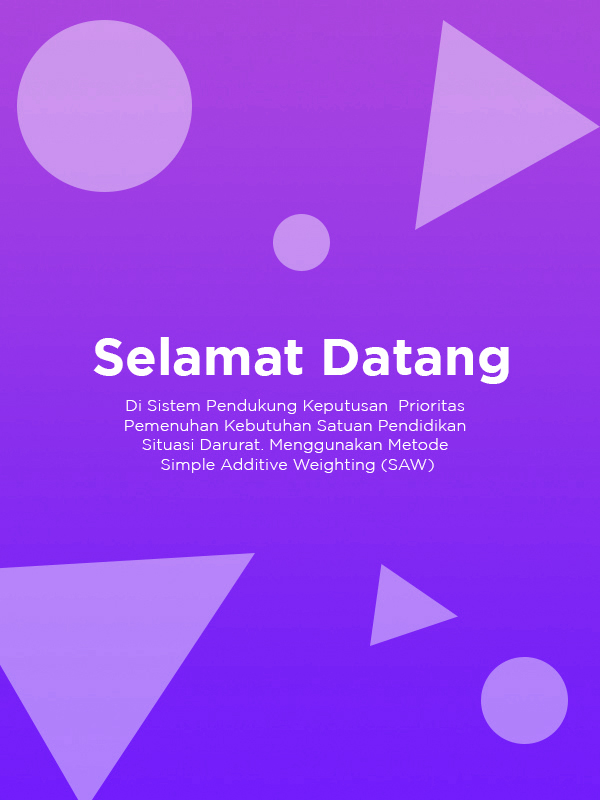 Selamat Datang
Di Sistem Pendukung Keputusan  Prioritas
Pemenuhan Kebutuhan Satuan Pendidikan
Situasi Darurat. Menggunakan Metode
Simple Additive Weighting (SAW)